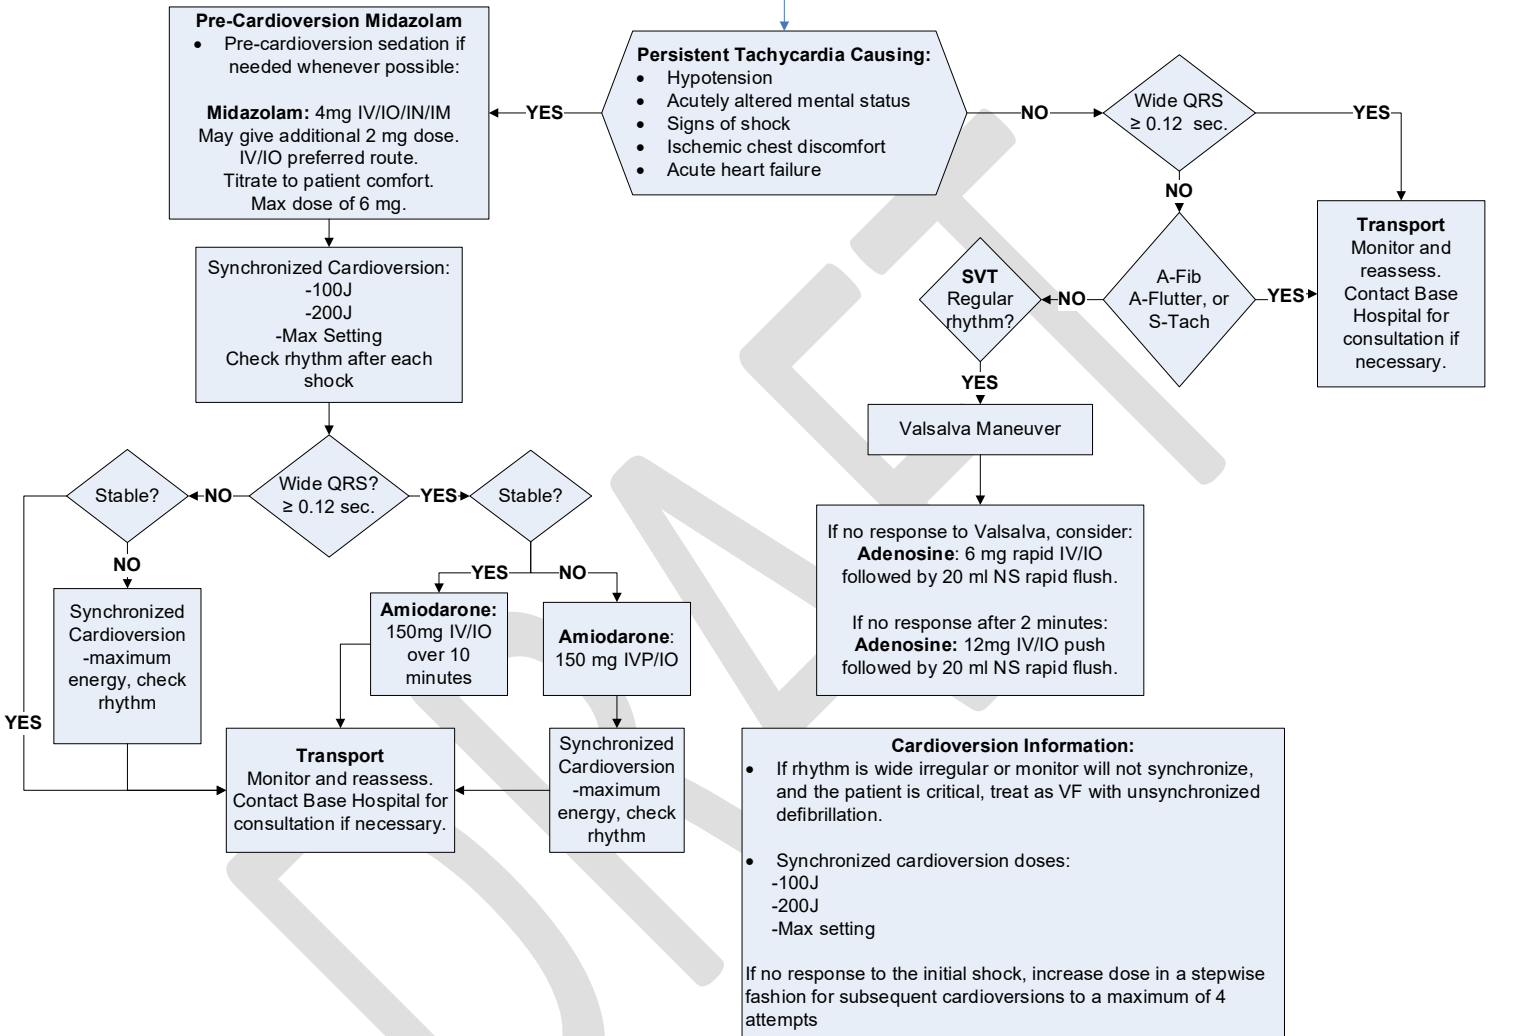 Pre-Cardioversion Midazolam
• Pre-cardioversion sedation if
needed whenever possible:
Midazolam: 4mg IV/IO/IN/IM
May give additional 2 mg dose.
IV/IO preferred route.
Titrate to patient comfort.
Max dose of 6 mg.
YES
Persistent Tachycardia Causing:
• Hypotension
• Acutely altered mental status
• Signs of shock
• Ischemic chest discomfort
• Acute heart failure
NO
Wide QRS
≥ 0.12 sec.
YES
NO
Transport
Monitor and
reassess.
Contact Base
Hospital for
consultation if
necessary.
A-Fib
A-Flutter, or
S-Tach
YES
NO
SVT
Regular
rhythm?
YES
Valsalva Maneuver
If no response to Valsalva, consider:
Adenosine: 6 mg rapid IV/IO
followed by 20 ml NS rapid flush.
If no response after 2 minutes:
Adenosine: 12mg IV/IO push
followed by 20 ml NS rapid flush.
Synchronized Cardioversion:
-100J
-200J
-Max Setting
Check rhythm after each
shock
Wide QRS?
≥ 0.12 sec.
NO
Stable?
YES
Stable?
NO
YES
NO
Synchronized
Cardioversion
-maximum
energy, check
rhythm
YES
Amiodarone:
150mg IV/IO
over 10
minutes
Amiodarone:
150 mg IVP/IO
Transport
Monitor and reassess.
Contact Base Hospital for
consultation if necessary.
Synchronized
Cardioversion
-maximum
energy, check
rhythm
Cardioversion Information:
• If rhythm is wide irregular or monitor will not synchronize,
and the patient is critical, treat as VF with unsynchronized
defibrillation.
• Synchronized cardioversion doses:
-100J
-200J
-Max setting
If no response to the initial shock, increase dose in a stepwise
fashion for subsequent cardioversions to a maximum of 4
attempts
DRAFT